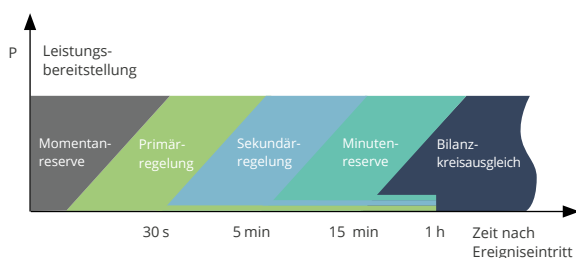 P
Leistungs-
bereitstellung
Momentan-
reserve
Primär-
regelung
Sekundär-
regelung
Minuten-
reserve
Bilanz-
kreisausgleich
30 s
5 min
15 min
1 h
Zeit nach
Ereigniseintritt